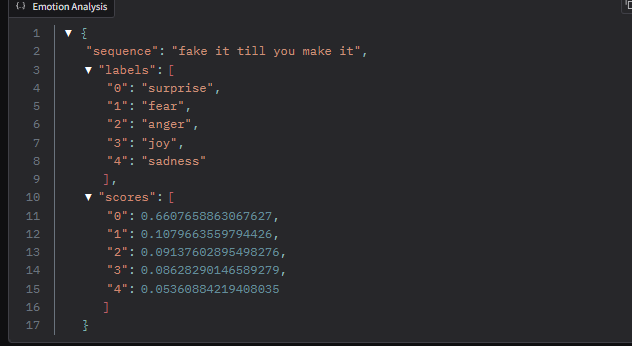 {..} Emotion Analysis
1 ▼ {
2 "sequence": "fake it till you make it",
3 ▼ "labels": [
4 "0": "surprise",
5 "1": "fear",
6 "2": "anger",
7 "3": "joy",
8 "4": "sadness"
9 ],
10 ▼ "scores": [
11 "0": 0.6607658863067627,
12 "1": 0.1079663559794426,
13 "2": 0.09137602895498276,
14 "3": 0.08628290146589279,
15 "4": 0.05360884219408035
16 ]
17 }